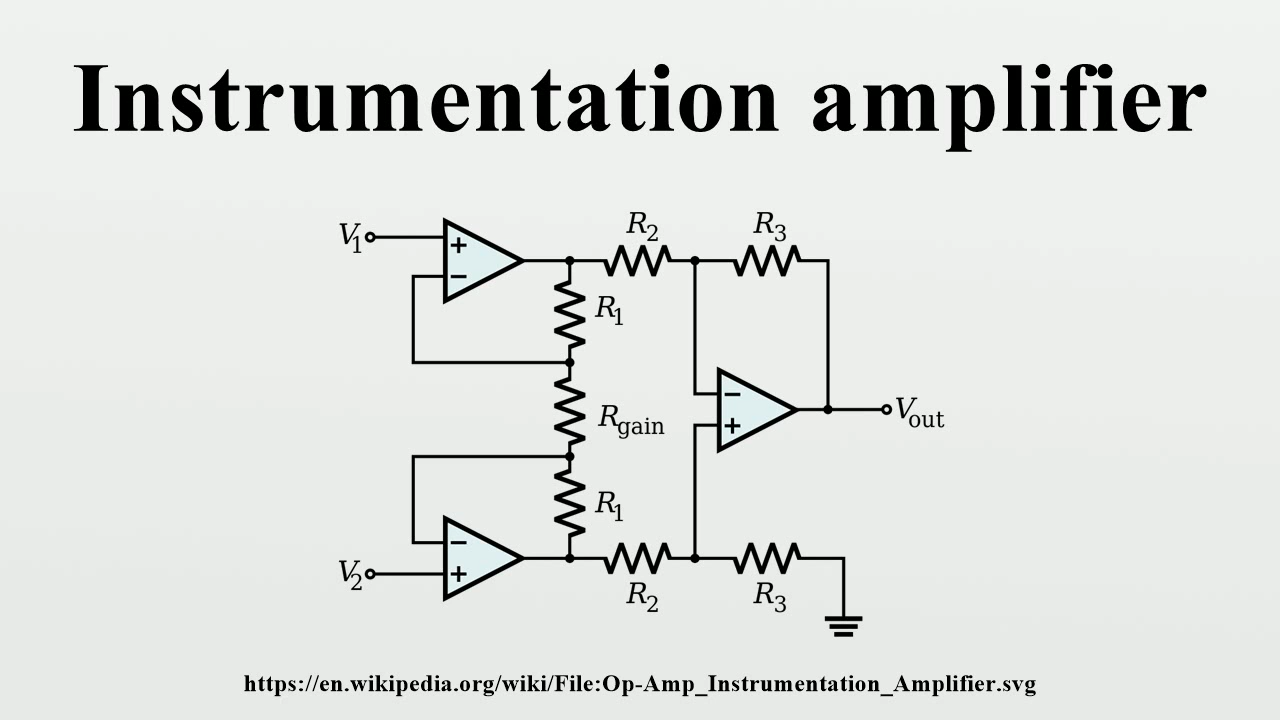 Instrumentation amplifier
R2 R3
V1 +
−
R1
Rgain
− Vout
+
R1
−
V2 +
R2 R3
https://en.wikipedia.org/wiki/File:Op-Amp_Instrumentation_Amplifier.svg